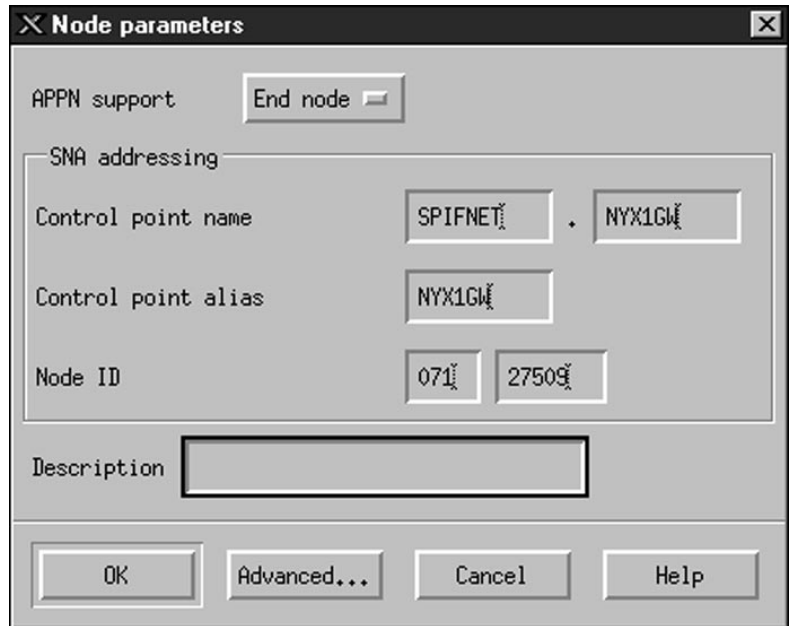 Node parameters
APPN support End node
SNA addressing
Control point name SPIFNET . NYX1GW
Control point alias NYX1GW
Node ID 071 27509
Description
OK Advanced... Cancel Help